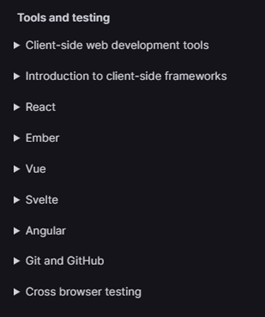 Tools and testing
Client-side web development tools
Introduction to client-side frameworks
React
Ember
Vue
Svelte
Angular
Git and GitHub
Cross browser testing